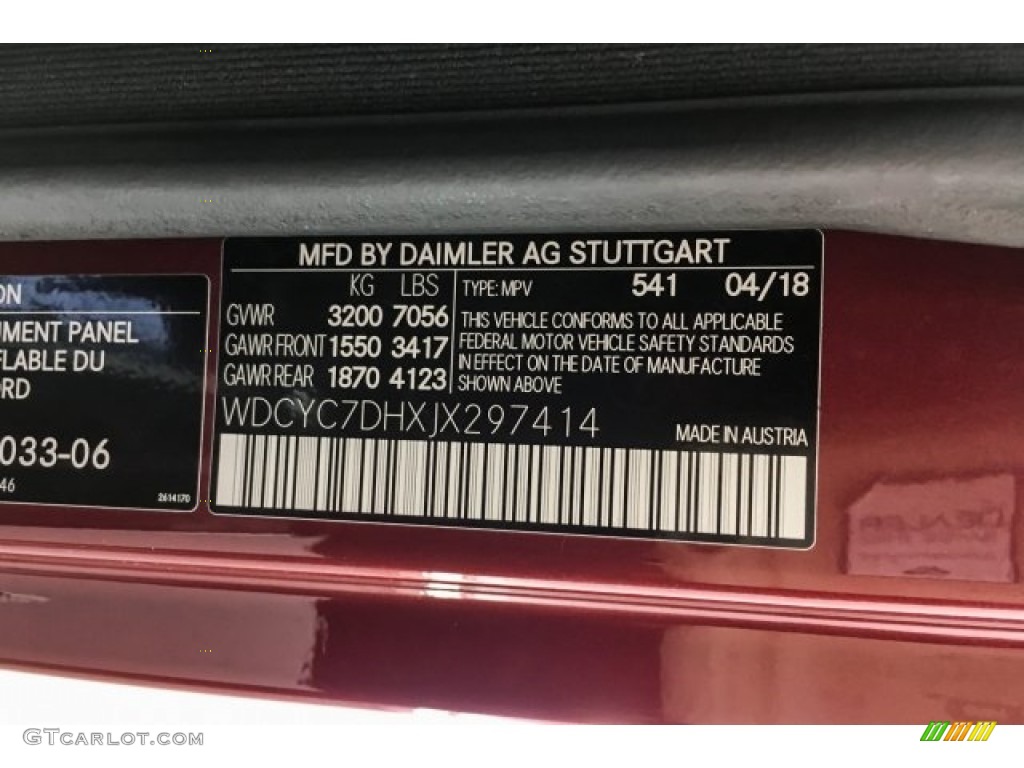 ON
UMENT PANEL
FLABLE DU
ORD
033-06
46
2614170
MFD BY DAIMLER AG STUTTGART
KG LBS
GVWR 3200 7056
GAWR FRONT 1550 3417
GAWR REAR 1870 4123
TYPE: MPV 541 04/18
THIS VEHICLE CONFORMS TO ALL APPLICABLE
FEDERAL MOTOR VEHICLE SAFETY STANDARDS
IN EFFECT ON THE DATE OF MANUFACTURE
SHOWN ABOVE
WDCYC7DHXJX297414
MADE IN AUSTRIA
GTCARLOT.COM